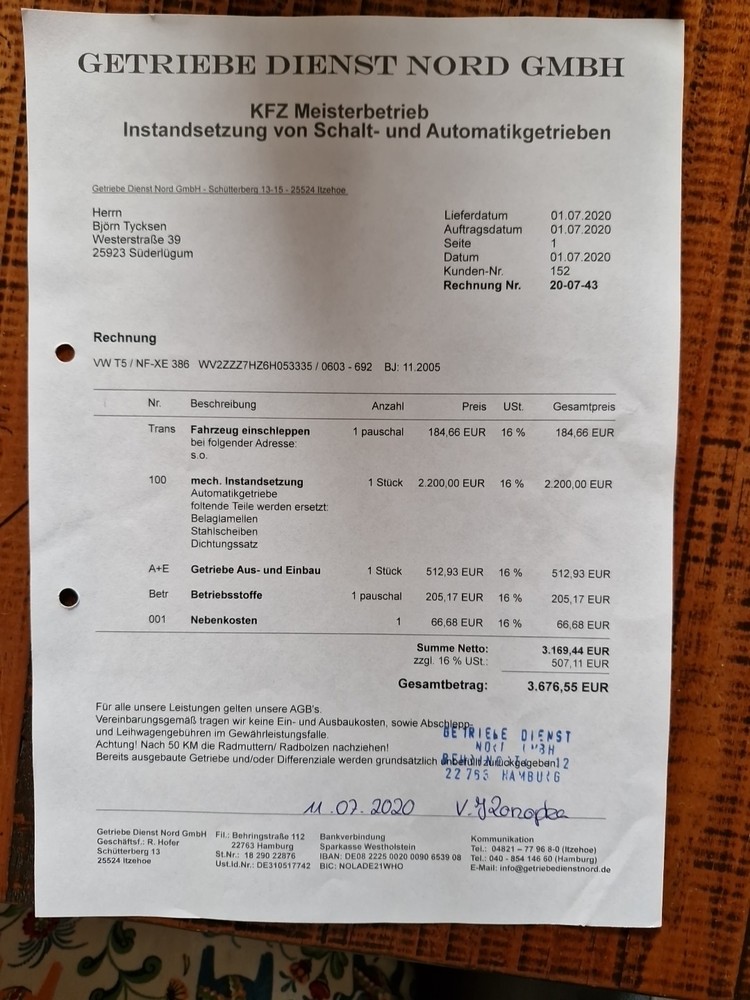 GETRIEBE DIENST NORD GMBH
KFZ Meisterbetrieb
Instandsetzung von Schalt- und Automatikgetrieben
Getriebe Dienst Nord GmbH - Schütterberg 13-15 - 25524 Itzehoe
Herrn
Björn Tycksen
Westerstraße 39
25923 Süderlügum
Lieferdatum 01.07.2020
Auftragsdatum 01.07.2020
Seite 1
Datum 01.07.2020
Kunden-Nr. 152
Rechnung Nr. 20-07-43
Rechnung
VW T5 / NF-XE 386 WV2ZZZ7HZ6H053335 / 0603 - 692 BJ: 11.2005
Nr. Beschreibung Anzahl Preis USt. Gesamtpreis
Trans Fahrzeug einschleppen 1 pauschal 184,66 EUR 16 % 184,66 EUR
bei folgender Adresse:
s.o.
100 mech. Instandsetzung 1 Stück 2.200,00 EUR 16 % 2.200,00 EUR
Automatikgetriebe
foltende Teile werden ersetzt:
Belaglamellen
Stahlscheiben
Dichtungssatz
A+E Getriebe Aus- und Einbau 1 Stück 512,93 EUR 16 % 512,93 EUR
Betr Betriebsstoffe 1 pauschal 205,17 EUR 16 % 205,17 EUR
001 Nebenkosten 1 66,68 EUR 16 % 66,68 EUR
Summe Netto: 3.169,44 EUR
zzgl. 16 % USt.: 507,11 EUR
Gesamtbetrag: 3.676,55 EUR
Für alle unsere Leistungen gelten unsere AGB's.
Vereinbarungsgemäß tragen wir keine Ein- und Ausbaukosten, sowie Abschlepp-
und Leihwagengebühren im Gewährleistungsfalle.
Achtung! Nach 50 KM die Radmuttern/ Radbolzen nachziehen!
Bereits ausgebaute Getriebe und/oder Differenziale werden grundsätzlich unbefüllt zurückgegeben!
GETRIEBE DIENST
NORD GMBH
22763 HAMBURG
11.07.2020
Getriebe Dienst Nord GmbH
Geschäftsf.: R. Hofer
Schütterberg 13
25524 Itzehoe
Fil.: Behringstraße 112
22763 Hamburg
St.Nr.: 18 290 22876
Ust.Id.Nr.: DE310517742
Bankverbindung
Sparkasse Westholstein
IBAN: DE08 2225 0020 0090 6539 08
BIC: NOLADE21WHO
Kommunikation
Tel.: 04821 – 77 96 8-0 (Itzehoe)
Tel.: 040 - 854 146 60 (Hamburg)
E-Mail: info@getriebedienstnord.de